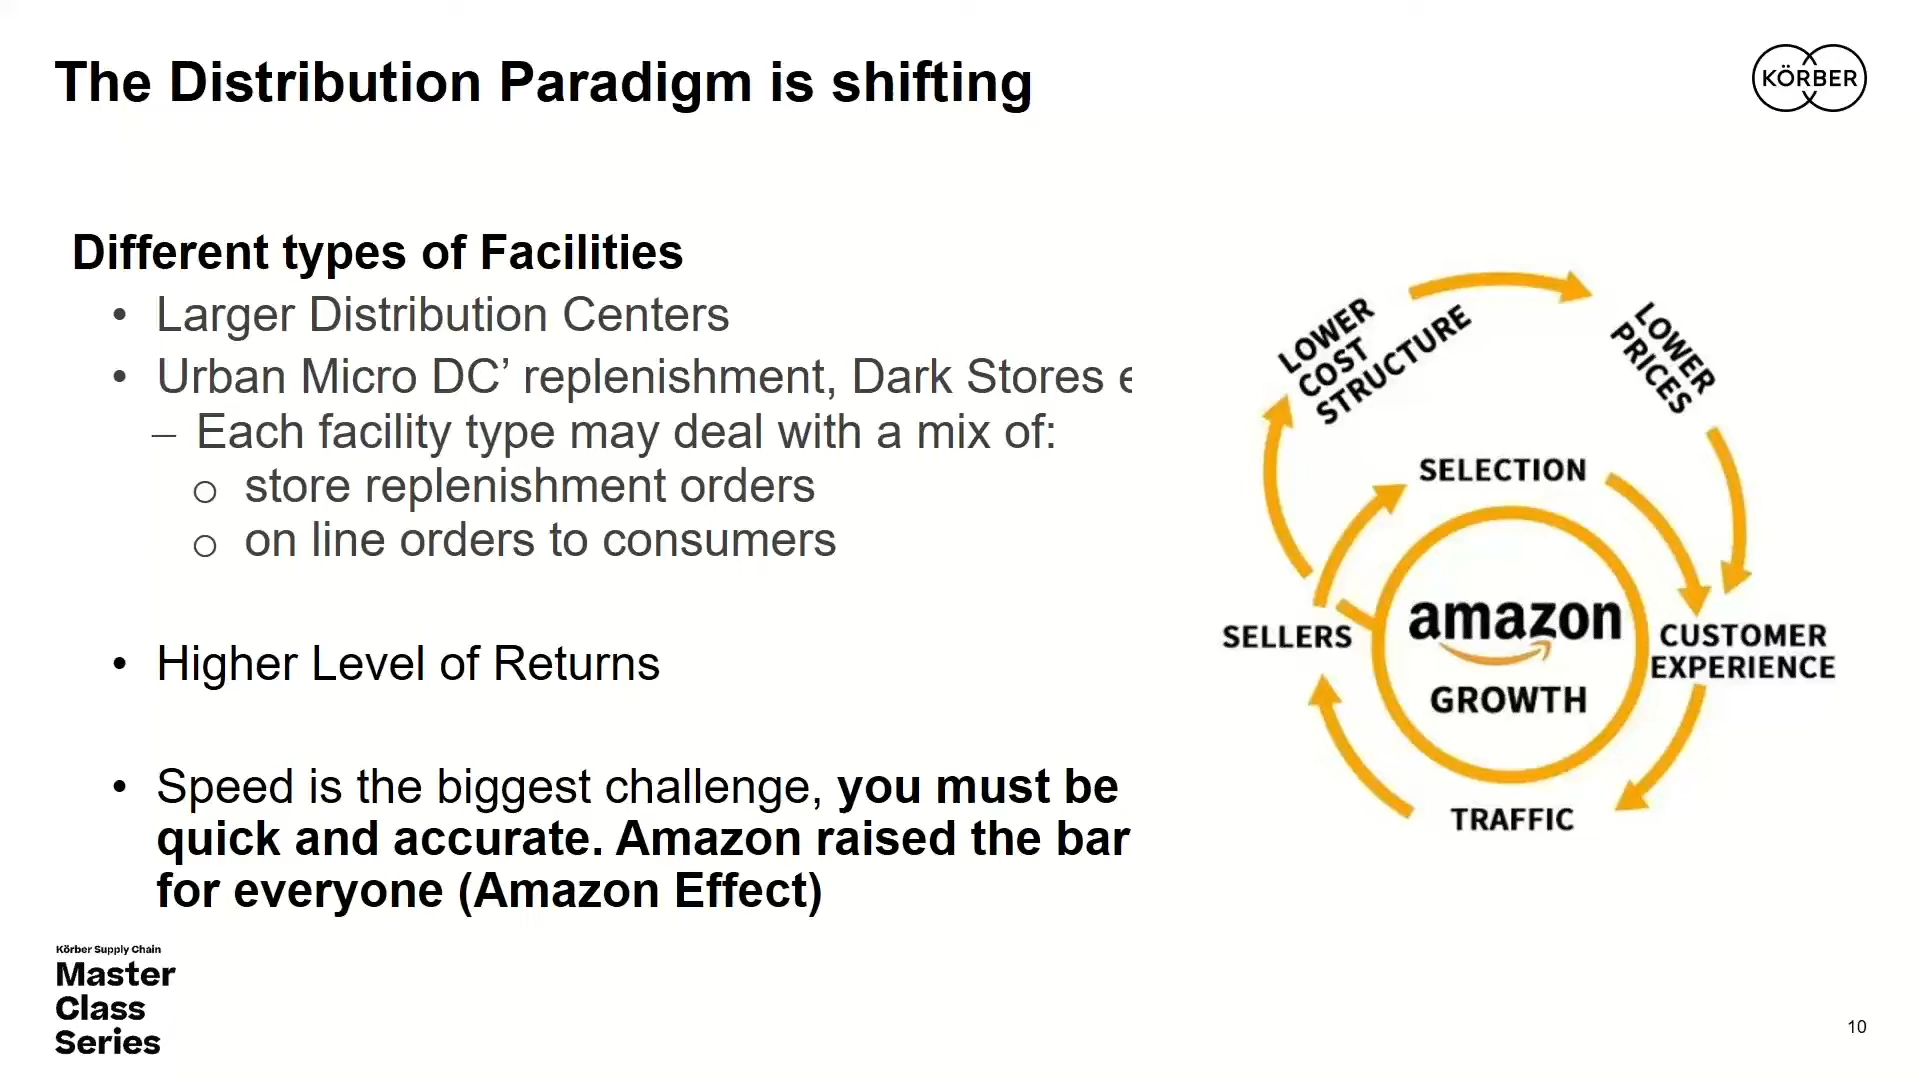 The Distribution Paradigm is shifting
KÖRBER
Different types of Facilities
• Larger Distribution Centers
• Urban Micro DC’ replenishment, Dark Stores
– Each facility type may deal with a mix of:
o store replenishment orders
o on line orders to consumers
• Higher Level of Returns
• Speed is the biggest challenge, you must be
quick and accurate. Amazon raised the bar
for everyone (Amazon Effect)
LOWER
COST
STRUCTURE
LOWER
PRICES
SELECTION
SELLERS
amazon
GROWTH
CUSTOMER
EXPERIENCE
TRAFFIC
Körber Supply Chain
Master
Class
Series
10